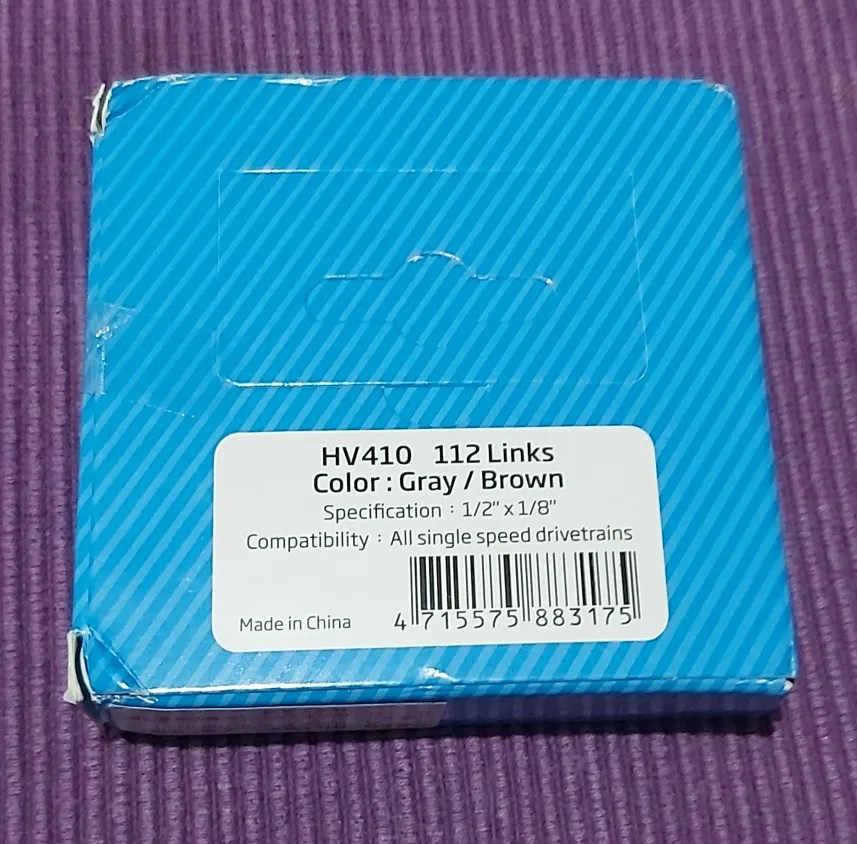 HV410 112 Links
Color : Gray / Brown
Specification : 1/2" x 1/8"
Compatibility : All single speed drivetrains
Made in China
4 715575 883175